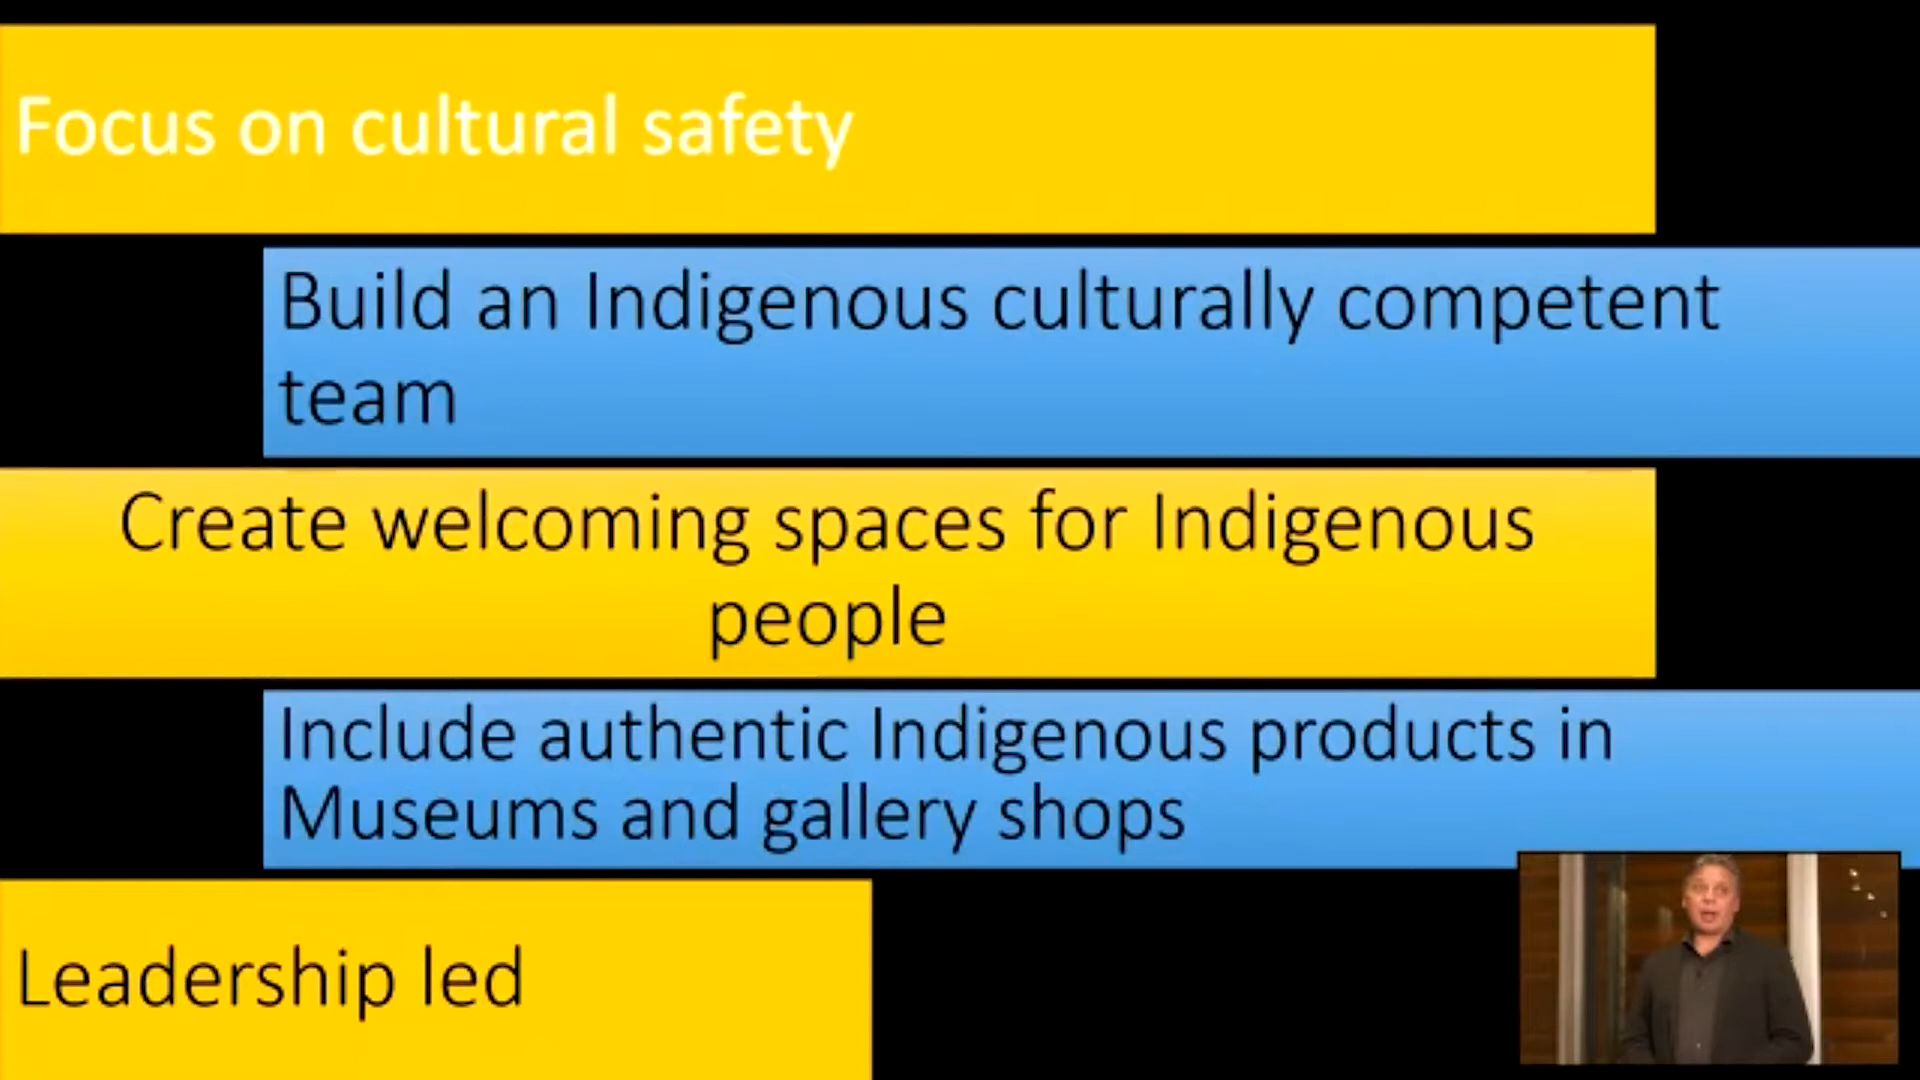 Focus on cultural safety
Build an Indigenous culturally competent
team
Create welcoming spaces for Indigenous
people
Include authentic Indigenous products in
Museums and gallery shops
Leadership led